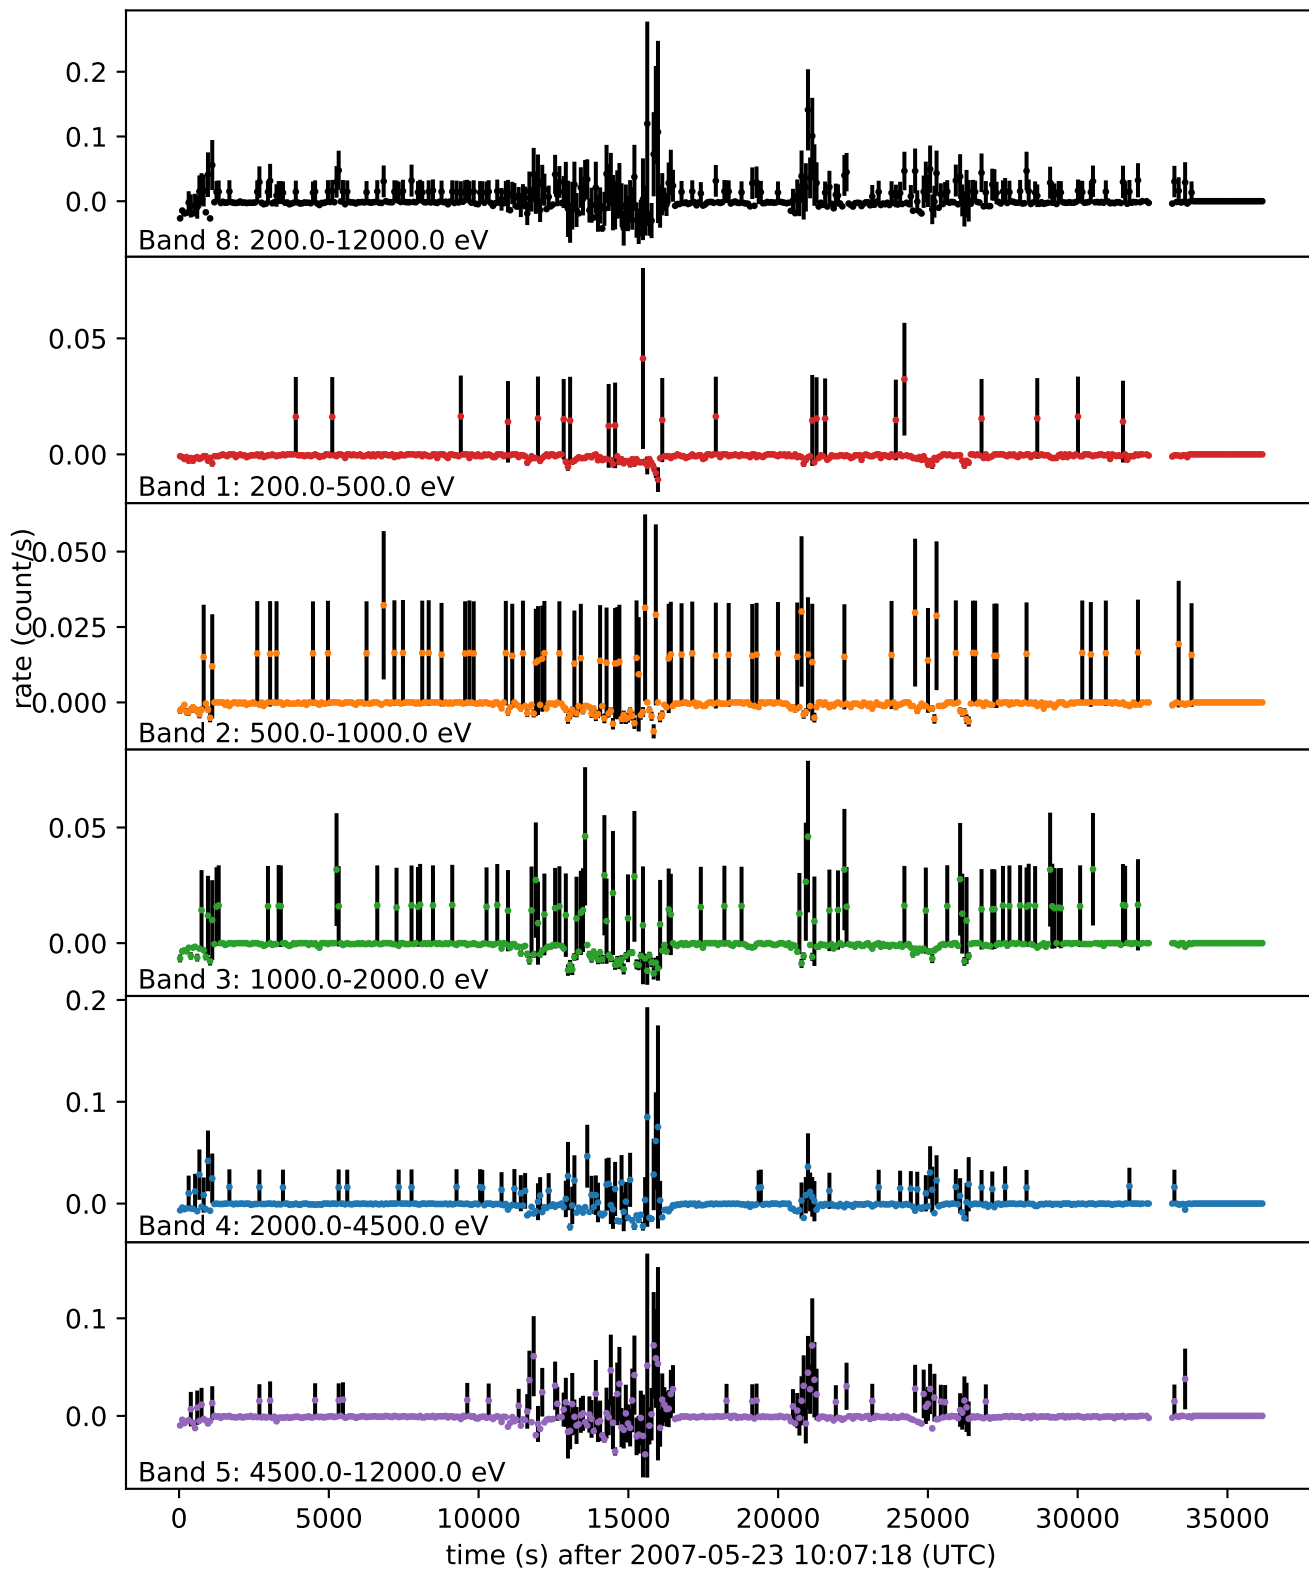 0.2
0.1
0.0
Band 8: 200.0-12000.0 eV
0.05
0.00
Band 1: 200.0-500.0 eV
rate (count/s)
0.050
0.025
0.000
Band 2: 500.0-1000.0 eV
0.05
0.00
Band 3: 1000.0-2000.0 eV
0.2
0.1
0.0
Band 4: 2000.0-4500.0 eV
0.1
0.0
Band 5: 4500.0-12000.0 eV
0 5000 10000 15000 20000 25000 30000 35000
time (s) after 2007-05-23 10:07:18 (UTC)